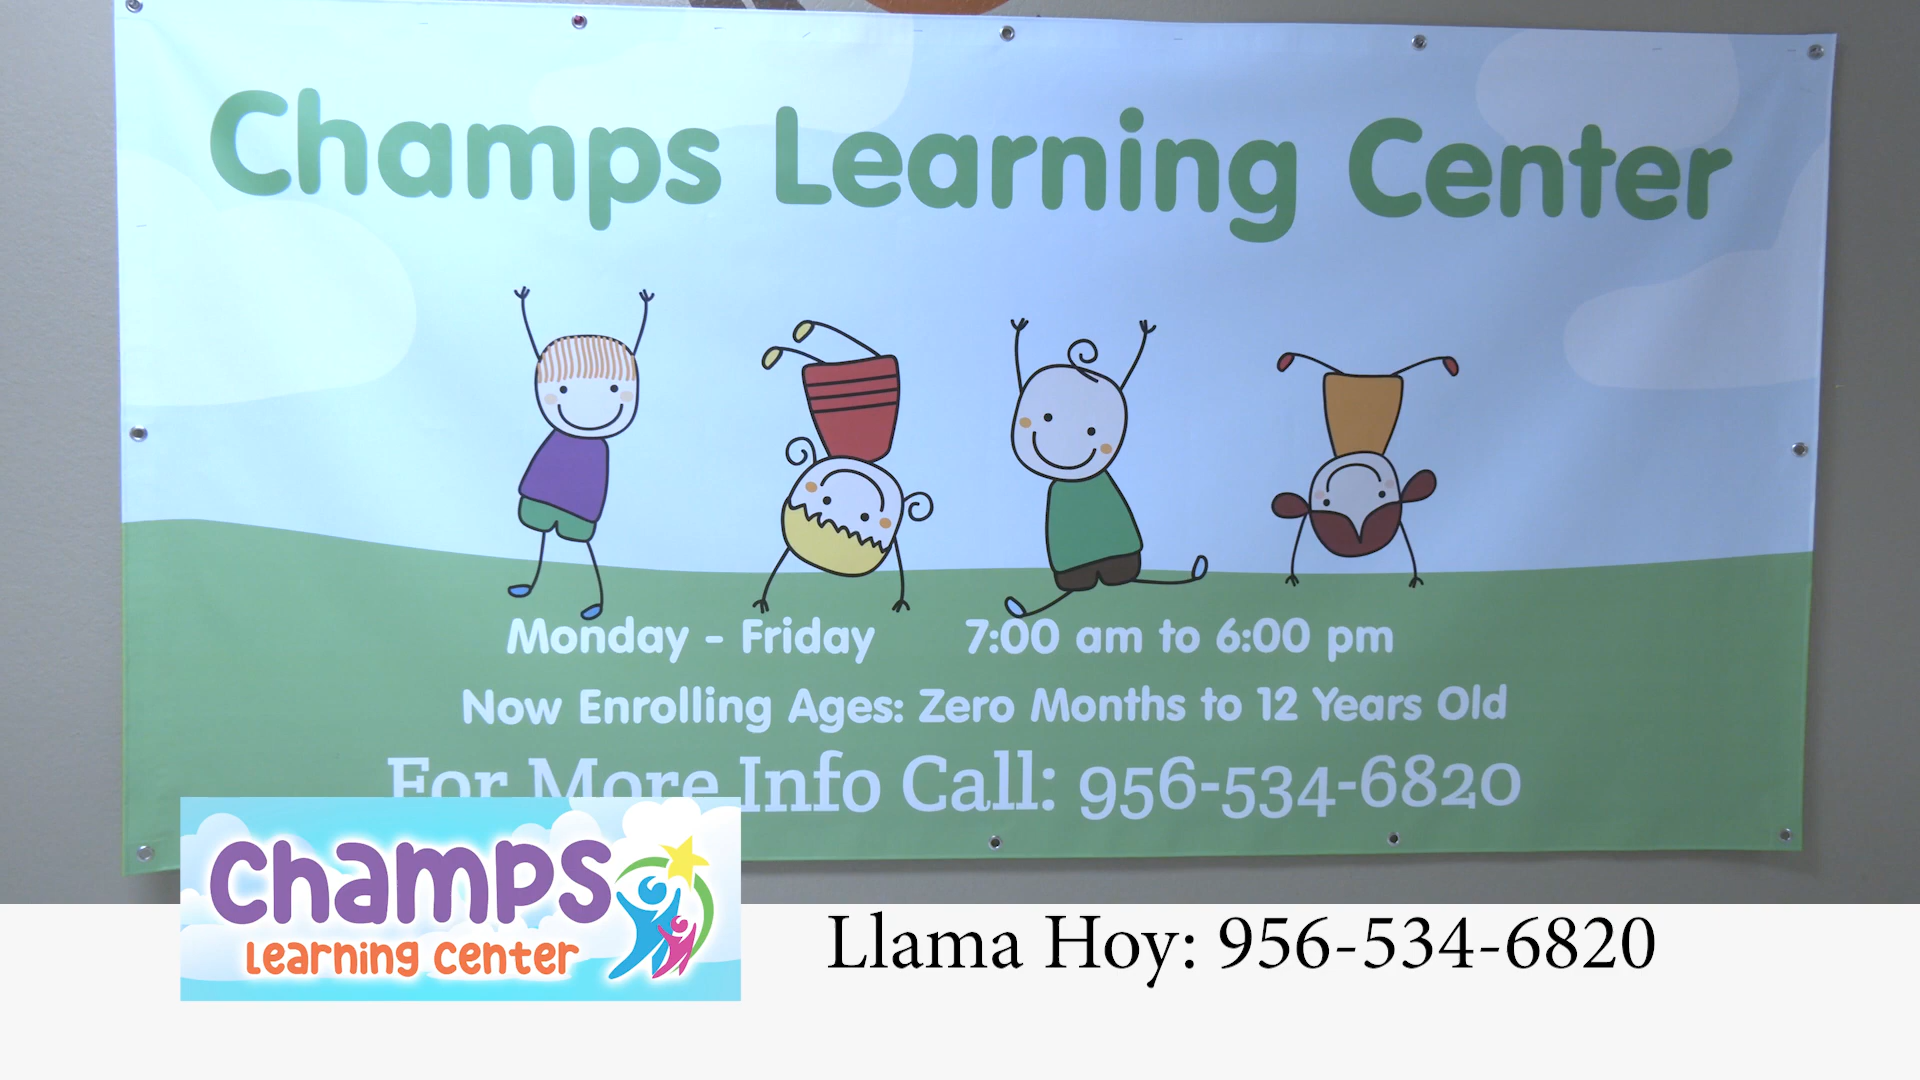 Champs Learning Center
Monday - Friday 7:00 am to 6:00 pm
Now Enrolling Ages: Zero Months to 12 Years Old
For More Info Call: 956-534-6820
Champs
Learning Center
Llama Hoy: 956-534-6820